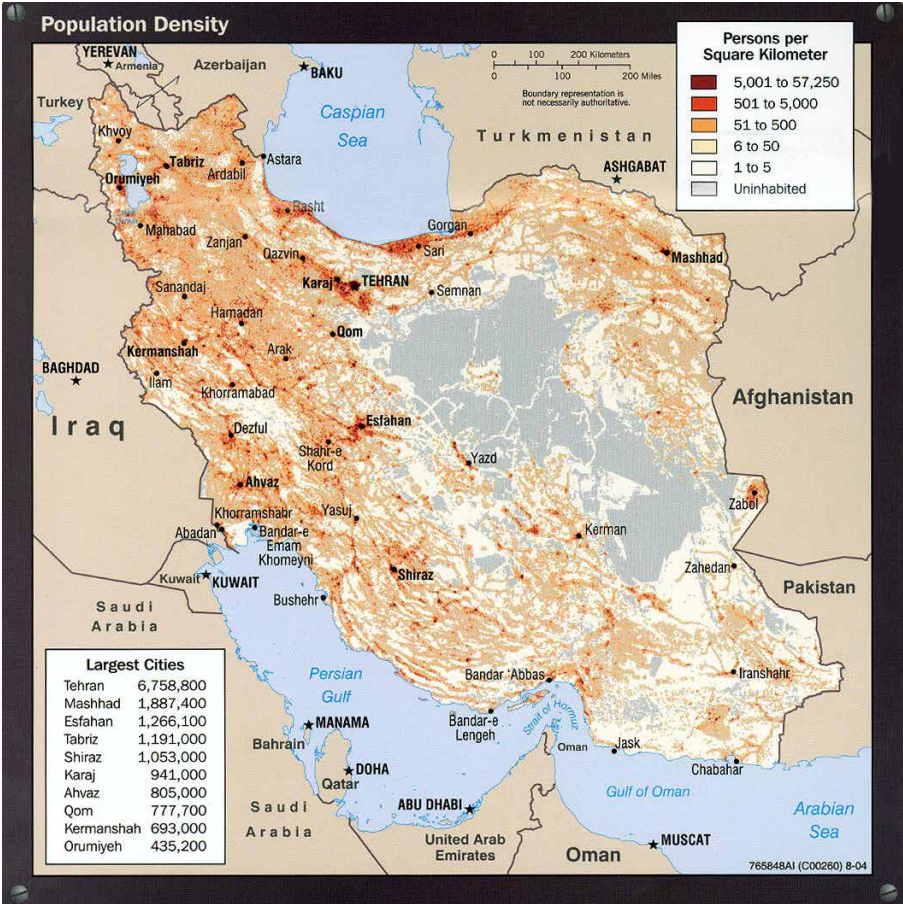 Population Density
Persons per
Square Kilometer
5,001 to 57,250
501 to 5,000
51 to 500
6 to 50
1 to 5
Uninhabited
0 100 200 Kilometers
0 100 200 Miles
Boundary representation is
not necessarily authoritative.
YEREVAN
Armenia
Azerbaijan
BAKU
Turkey
Caspian
Sea
Turkmenistan
ASHGABAT
Khvoy
Tabriz
Ardabil
Astara
Orumiyeh
Rasht
Mahabad
Zanjan
Qazvin
Gorgan
Sari
Mashhad
Karaj
TEHRAN
Semnan
Sanandaj
Hamadan
Qom
Kermanshah
Arak
BAGHDAD
Ilam
Khorramabad
Afghanistan
Iraq
Dezful
Esfahan
Shahr-e
Kord
Yazd
Ahvaz
Zabol
Khorramshahr
Yasuj
Abadan
Bandar-e
Emam
Khomeyni
Kerman
Zahedan
Kuwait
KUWAIT
Shiraz
Pakistan
Saudi
Arabia
Bushehr
Persian
Gulf
Bandar 'Abbas
Iranshahr
Strait of Hormuz
Bandar-e
Lengeh
MANAMA
Bahrain
Oman
Jask
Chabahar
DOHA
Qatar
Gulf of Oman
Arabian
Sea
Saudi
Arabia
ABU DHABI
United Arab
Emirates
Oman
MUSCAT
Largest Cities
Tehran 6,758,800
Mashhad 1,887,400
Esfahan 1,266,100
Tabriz 1,191,000
Shiraz 1,053,000
Karaj 941,000
Ahvaz 805,000
Qom 777,700
Kermanshah 693,000
Orumiyeh 435,200
765848AI (C00260) 8-04